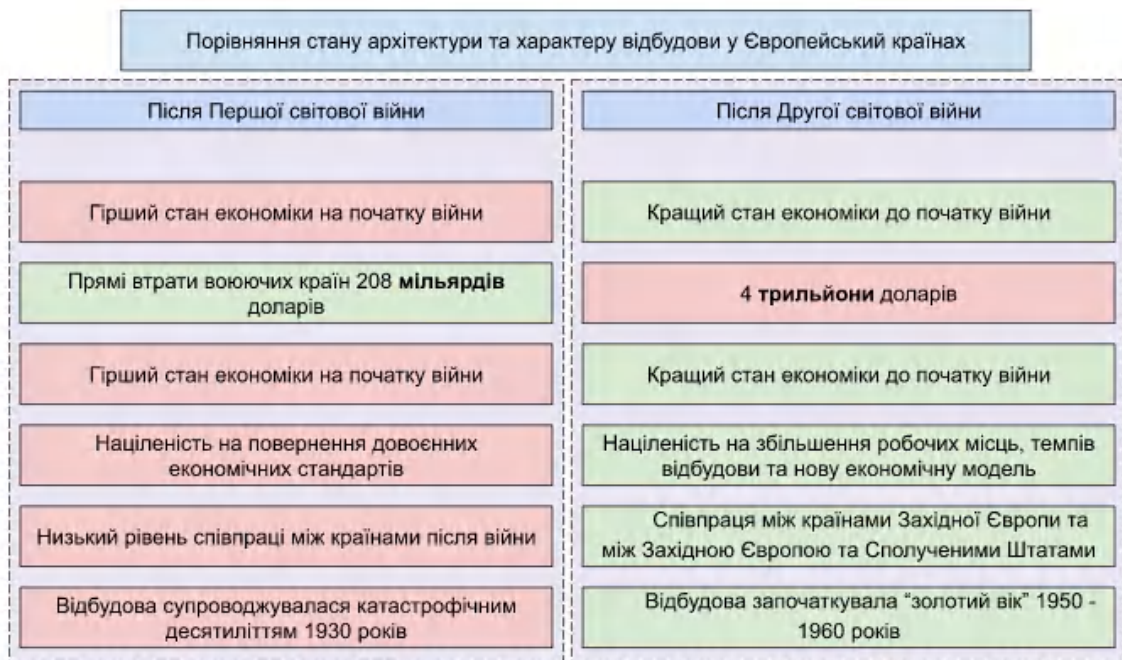 Порівняння стану архітектури та характеру відбудови у Європейський країнах
Після Першої світової війни
Гірший стан економіки на початку війни
Прямі втрати воюючих країн 208 мільярдів
доларів
Гірший стан економіки на початку війни
Націленість на повернення довоєнних
економічних стандартів
Низький рівень співпраці між країнами після війни
Відбудова супроводжувалася катастрофічним
десятиліттям 1930 років
Після Другої світової війни
Кращий стан економіки до початку війни
4 трильйони доларів
Кращий стан економіки до початку війни
Націленість на збільшення робочих місць, темпів
відбудови та нову економічну модель
Співпраця між країнами Західної Європи та
між Західною Європою та Сполученими Штатами
Відбудова започаткувала “золотий вік” 1950 -
1960 років